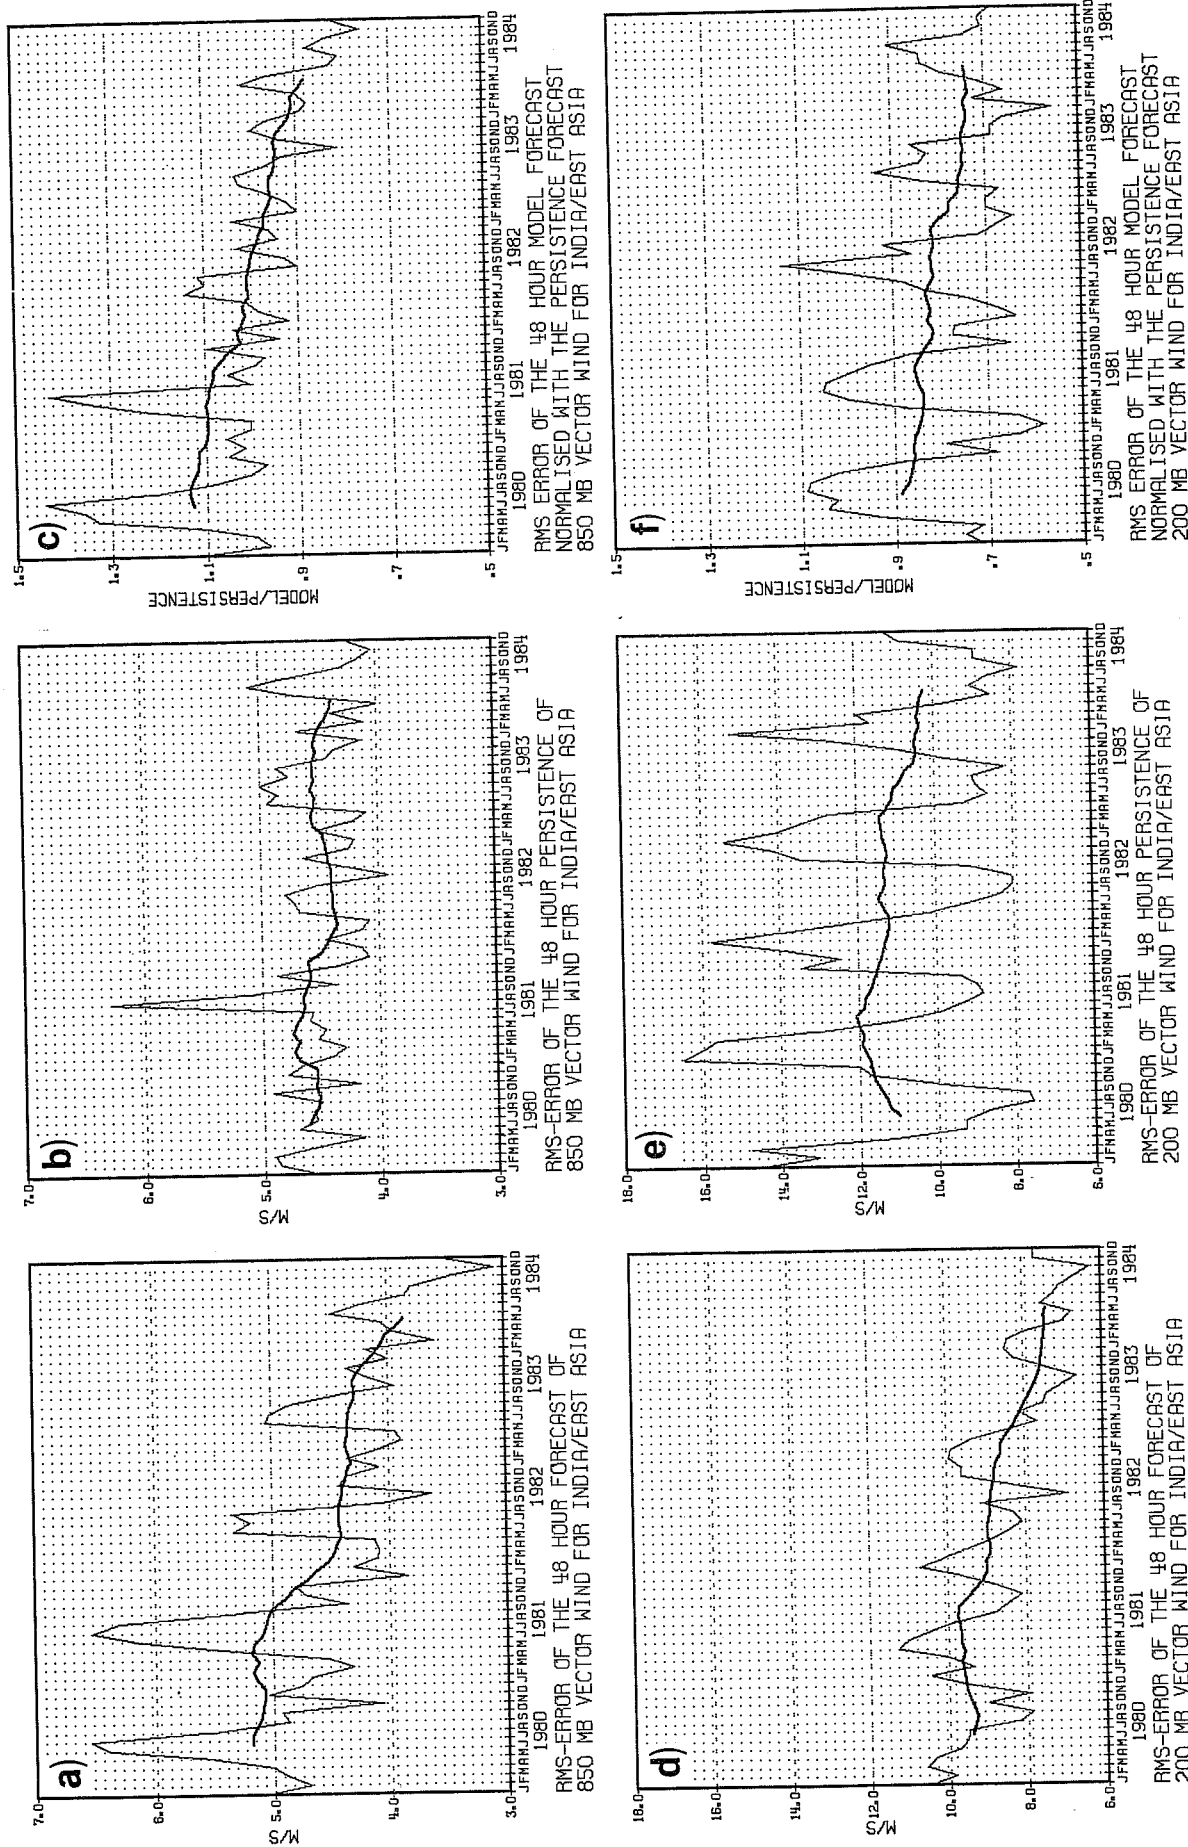 a)
7.0
6.0
5.0
4.0
3.0
M/S
JFMAMJJASONDJFMAMJJASONDJFMAMJJASONDJFMAMJJASONDJFMAMJJASOND
1980 1981 1982 1983 1984
RMS-ERROR OF THE 48 HOUR FORECAST OF
850 MB VECTOR WIND FOR INDIA/EAST ASIA
b)
7.0
6.0
5.0
4.0
3.0
M/S
JFMAMJJASONDJFMAMJJASONDJFMAMJJASONDJFMAMJJASONDJFMAMJJASOND
1980 1981 1982 1983 1984
RMS-ERROR OF THE 48 HOUR PERSISTENCE OF
850 MB VECTOR WIND FOR INDIA/EAST ASIA
c)
1.5
1.3
1.1
.9
.7
.5
MODEL/PERSISTENCE
JFMAMJJASONDJFMAMJJASONDJFMAMJJASONDJFMAMJJASONDJFMAMJJASOND
1980 1981 1982 1983 1984
RMS ERROR OF THE 48 HOUR MODEL FORECAST
NORMALISED WITH THE PERSISTENCE FORECAST
850 MB VECTOR WIND FOR INDIA/EAST ASIA
d)
18.0
16.0
14.0
12.0
10.0
8.0
6.0
M/S
JFMAMJJASONDJFMAMJJASONDJFMAMJJASONDJFMAMJJASONDJFMAMJJASOND
1980 1981 1982 1983 1984
RMS-ERROR OF THE 48 HOUR FORECAST OF
200 MB VECTOR WIND FOR INDIA/EAST ASIA
e)
18.0
16.0
14.0
12.0
10.0
8.0
6.0
M/S
JFMAMJJASONDJFMAMJJASONDJFMAMJJASONDJFMAMJJASONDJFMAMJJASOND
1980 1981 1982 1983 1984
RMS-ERROR OF THE 48 HOUR PERSISTENCE OF
200 MB VECTOR WIND FOR INDIA/EAST ASIA
f)
1.5
1.3
1.1
.9
.7
.5
MODEL/PERSISTENCE
JFMAMJJASONDJFMAMJJASONDJFMAMJJASONDJFMAMJJASONDJFMAMJJASOND
1980 1981 1982 1983 1984
RMS ERROR OF THE 48 HOUR MODEL FORECAST
NORMALISED WITH THE PERSISTENCE FORECAST
200 MB VECTOR WIND FOR INDIA/EAST ASIA